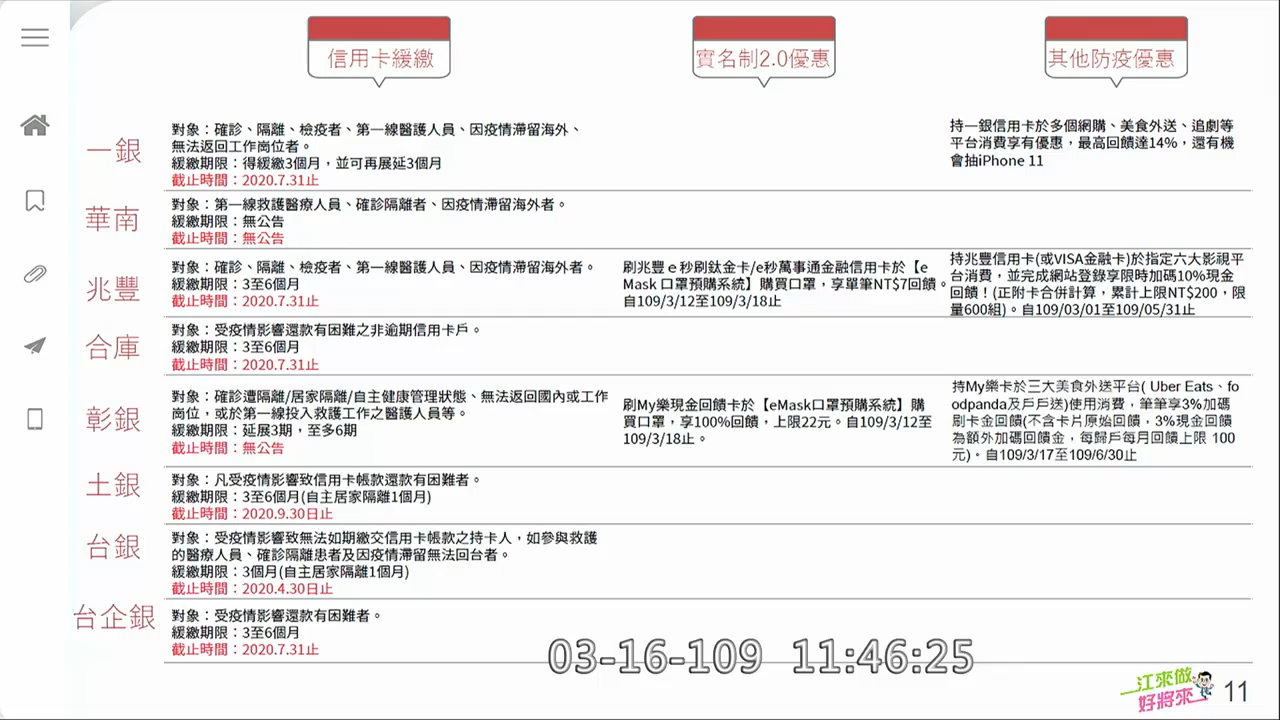 信用卡緩繳
實名制2.0優惠
其他防疫優惠
一銀
對象：確診、隔離、檢疫者、第一線醫護人員、因疫情滯留海外、
無法返回工作崗位者。
緩繳期限：得緩繳3個月，並可再展延3個月
截止時間：2020.7.31止
持一銀信用卡於多個網購、美食外送、追劇等
平台消費享有優惠，最高回饋達14%，還有機
會抽iPhone 11
華南
對象：第一線救護醫療人員、確診隔離者、因疫情滯留海外者。
緩繳期限：無公告
截止時間：無公告
兆豐
對象：確診、隔離、檢疫者、第一線醫護人員、因疫情滯留海外者。
緩繳期限：3至6個月
截止時間：2020.7.31止
刷兆豐ｅ秒刷鈦金卡/e秒萬事通金融信用卡於【e
Mask 口罩預購系統】購買口罩，享單筆NT$7回饋。
自109/3/12至109/3/18止
持兆豐信用卡(或VISA金融卡)於指定六大影視平
台消費，並完成網站登錄享限時加碼10%現金
回饋！(正附卡合併計算，累計上限NT$200，限
量600組)。自109/03/01至109/05/31止
合庫
對象：受疫情影響還款有困難之非逾期信用卡戶。
緩繳期限：3至6個月
截止時間：2020.7.31止
彰銀
對象：確診遭隔離/居家隔離/自主健康管理狀態、無法返回國內或工作
崗位，或於第一線投入救護工作之醫護人員等。
緩繳期限：延展3期，至多6期
截止時間：無公告
刷My樂現金回饋卡於【eMask口罩預購系統】購
買口罩，享100%回饋，上限22元。自109/3/12至
109/3/18止。
持My樂卡於三大美食外送平台( Uber Eats、fo
odpanda及戶戶送)使用消費，筆筆享3%加碼
刷卡金回饋(不含卡片原始回饋，3%現金回饋
為額外加碼回饋金，每歸戶每月回饋上限 100
元)。自109/3/17至109/6/30止
土銀
對象：凡受疫情影響致信用卡帳款還款有困難者。
緩繳期限：3至6個月(自主居家隔離1個月)
截止時間：2020.9.30日止
台銀
對象：受疫情影響致無法如期繳交信用卡帳款之持卡人，如參與救護
的醫療人員、確診隔離患者及因疫情滯留無法回台者。
緩繳期限：3個月(自主居家隔離1個月)
截止時間：2020.4.30日止
台企銀
對象：受疫情影響還款有困難者。
緩繳期限：3至6個月
截止時間：2020.7.31止
03-16-109 11:46:25
江來做
好將來
11